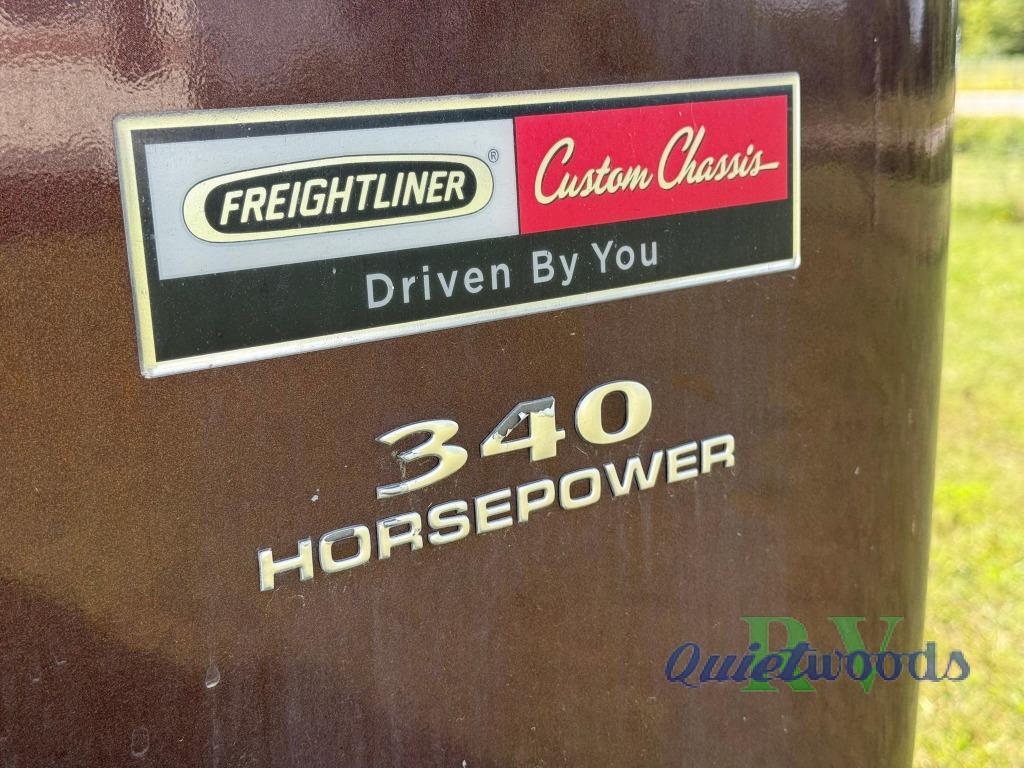 FREIGHTLINER® Custom Chassis
Driven By You
340
HORSEPOWER
RV
Quietwoods